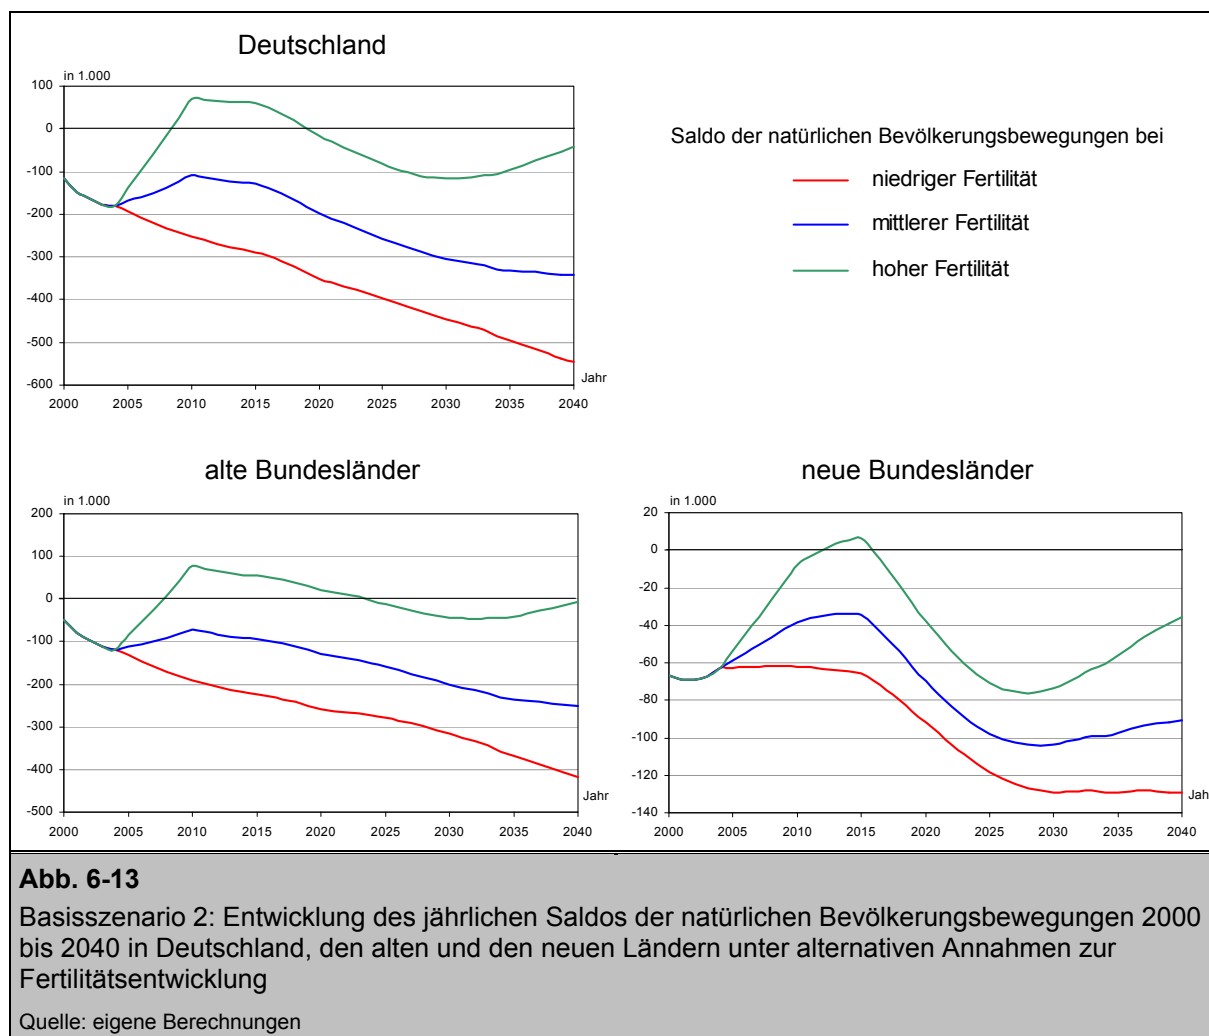 Deutschland
in 1.000
100
0
-100
-200
-300
-400
-500
-600
Jahr
2000 2005 2010 2015 2020 2025 2030 2035 2040
Saldo der natürlichen Bevölkerungsbewegungen bei
niedriger Fertilität
mittlerer Fertilität
hoher Fertilität
alte Bundesländer
in 1.000
200
100
0
-100
-200
-300
-400
-500
Jahr
2000 2005 2010 2015 2020 2025 2030 2035 2040
neue Bundesländer
in 1.000
20
0
-20
-40
-60
-80
-100
-120
-140
Jah
2000 2005 2010 2015 2020 2025 2030 2035 2040
Abb. 6-13
Basisszenario 2: Entwicklung des jährlichen Saldos der natürlichen Bevölkerungsbewegungen 2000
bis 2040 in Deutschland, den alten und den neuen Ländern unter alternativen Annahmen zur
Fertilitätsentwicklung
Quelle: eigene Berechnungen